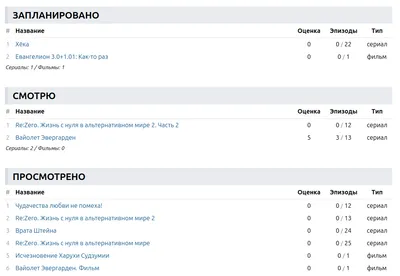 ЗАПЛАНИРОВАНО
# Название Оценка Эпизоды Тип
1 Хёка 0 0 / 22 сериал
2 Евангелион 3.0+1.01: Как-то раз 0 0 / 1 фильм
Сериалы: 1 / Фильмы: 1
СМОТРЮ
# Название Оценка Эпизоды Тип
1 Re:Zero. Жизнь с нуля в альтернативном мире 2. Часть 2 0 0 / 12 сериал
2 Вайолет Эвергарден 5 3 / 13 сериал
Сериалы: 2 / Фильмы: 0
ПРОСМОТРЕНО
# Название Оценка Эпизоды Тип
1 Чудачества любви не помеха! 0 0 / 12 сериал
2 Re:Zero. Жизнь с нуля в альтернативном мире 2 0 0 / 13 сериал
3 Врата Штейна 0 0 / 24 сериал
4 Re:Zero. Жизнь с нуля в альтернативном мире 0 0 / 25 сериал
5 Исчезновение Харухи Судзумии 0 0 / 1 фильм
6 Вайолет Эвергарден. Фильм 0 0 / 1 фильм